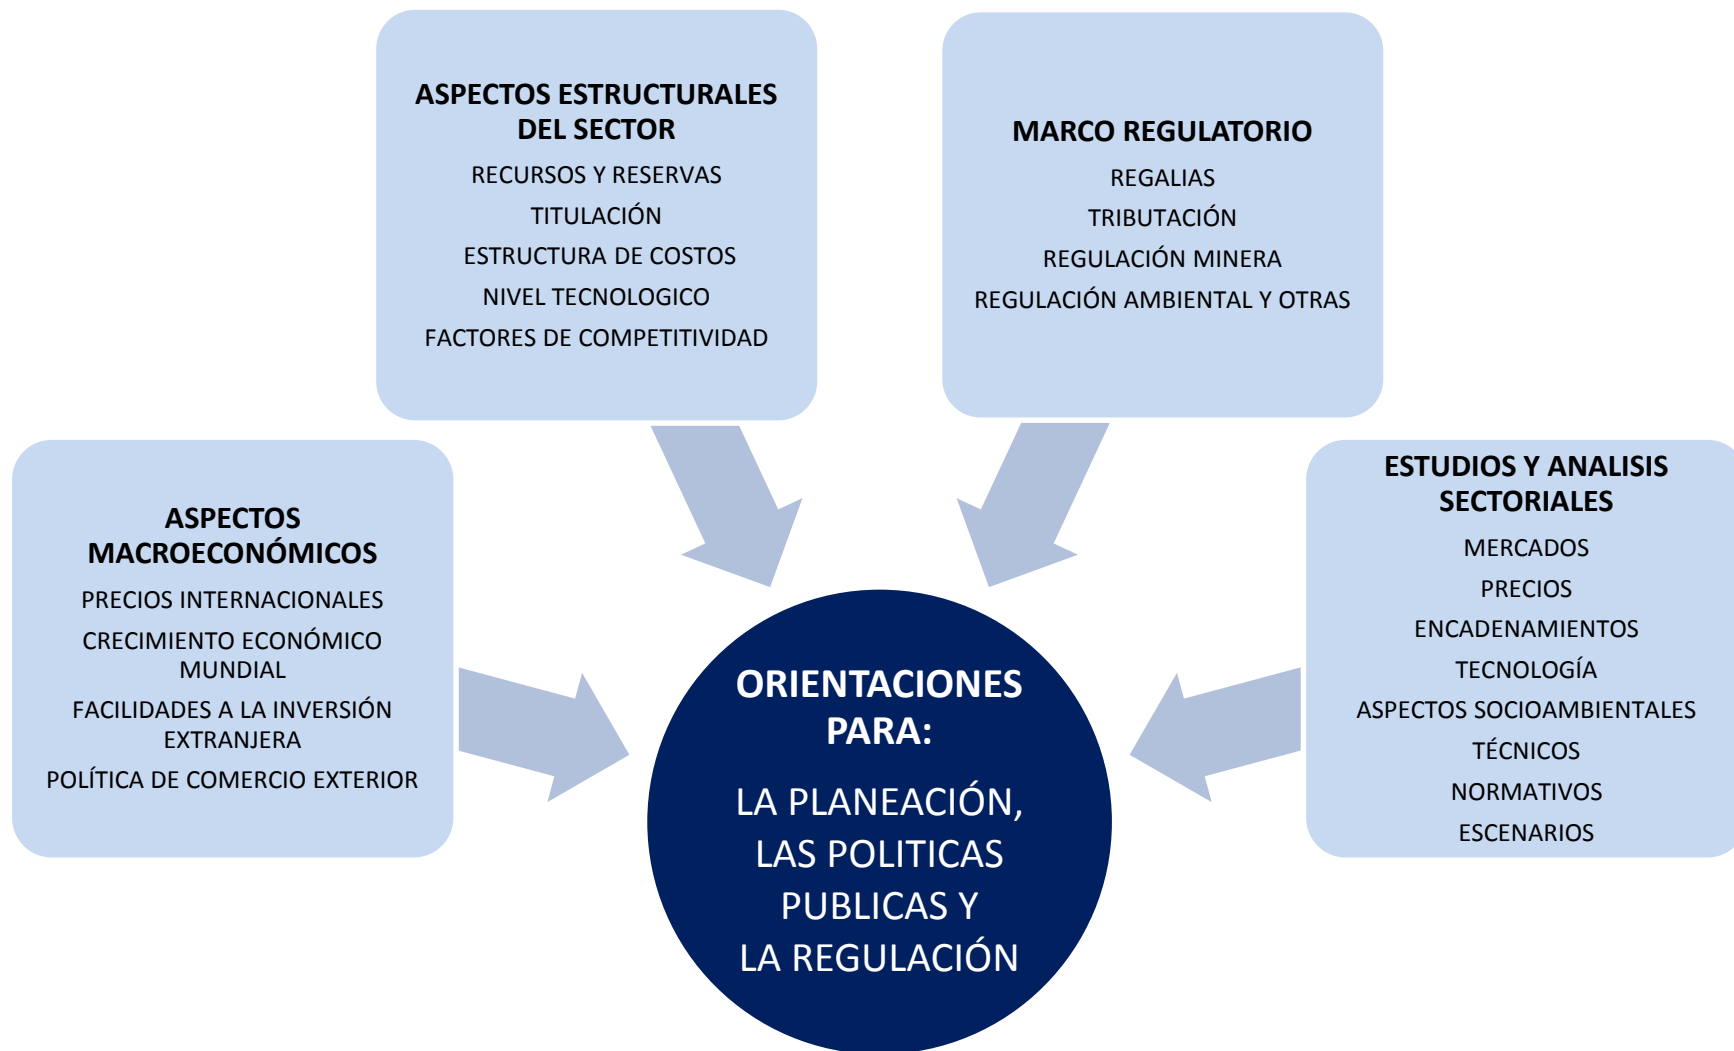 ASPECTOS ESTRUCTURALES
DEL SECTOR
RECURSOS Y RESERVAS
TITULACIÓN
ESTRUCTURA DE COSTOS
NIVEL TECNOLOGICO
FACTORES DE COMPETITIVIDAD
MARCO REGULATORIO
REGALIAS
TRIBUTACIÓN
REGULACIÓN MINERA
REGULACIÓN AMBIENTAL Y OTRAS
ASPECTOS
MACROECONÓMICOS
PRECIOS INTERNACIONALES
CRECIMIENTO ECONÓMICO
MUNDIAL
FACILIDADES A LA INVERSIÓN
EXTRANJERA
POLÍTICA DE COMERCIO EXTERIOR
ESTUDIOS Y ANALISIS
SECTORIALES
MERCADOS
PRECIOS
ENCADENAMIENTOS
TECNOLOGÍA
ASPECTOS SOCIOAMBIENTALES
TÉCNICOS
NORMATIVOS
ESCENARIOS
ORIENTACIONES
PARA:
LA PLANEACIÓN,
LAS POLITICAS
PUBLICAS Y
LA REGULACIÓN